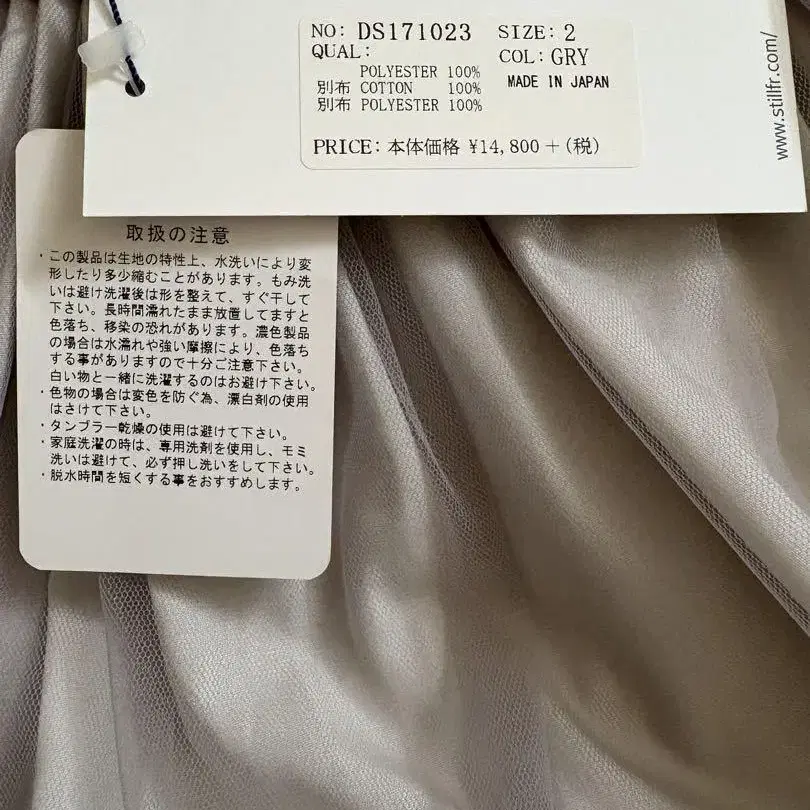 NO: DS171023 SIZE: 2
QUAL: COL: GRY
POLYESTER 100% MADE IN JAPAN
別布 COTTON 100%
別布 POLYESTER 100%
PRICE: 本体価格 ¥14,800+(税)
www.stillfr.com/
取扱の注意
・この製品は生地の特性上、水洗いにより変
形したり多少縮むことがあります。もみ洗
いは避け洗濯後は形を整えて、すぐ干して
下さい。長時間濡れたまま放置してますと
色落ち、移染の恐れがあります。濃色製品
の場合は水濡れや強い摩擦により、色落ち
する事がありますので十分ご注意下さい。
白い物と一緒に洗濯するのはお避け下さい。
・色物の場合は変色を防ぐ為、漂白剤の使用
はさけて下さい。
・タンブラー乾燥の使用は避けて下さい。
・家庭洗濯の時は、専用洗剤を使用し、モミ
洗いは避けて、必ず押し洗いをして下さい。
・脱水時間を短くする事をおすすめします。